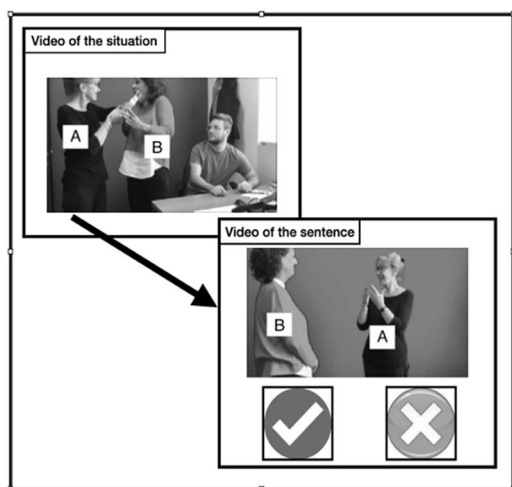 Video of the situation
A
B
Video of the sentence
B
A